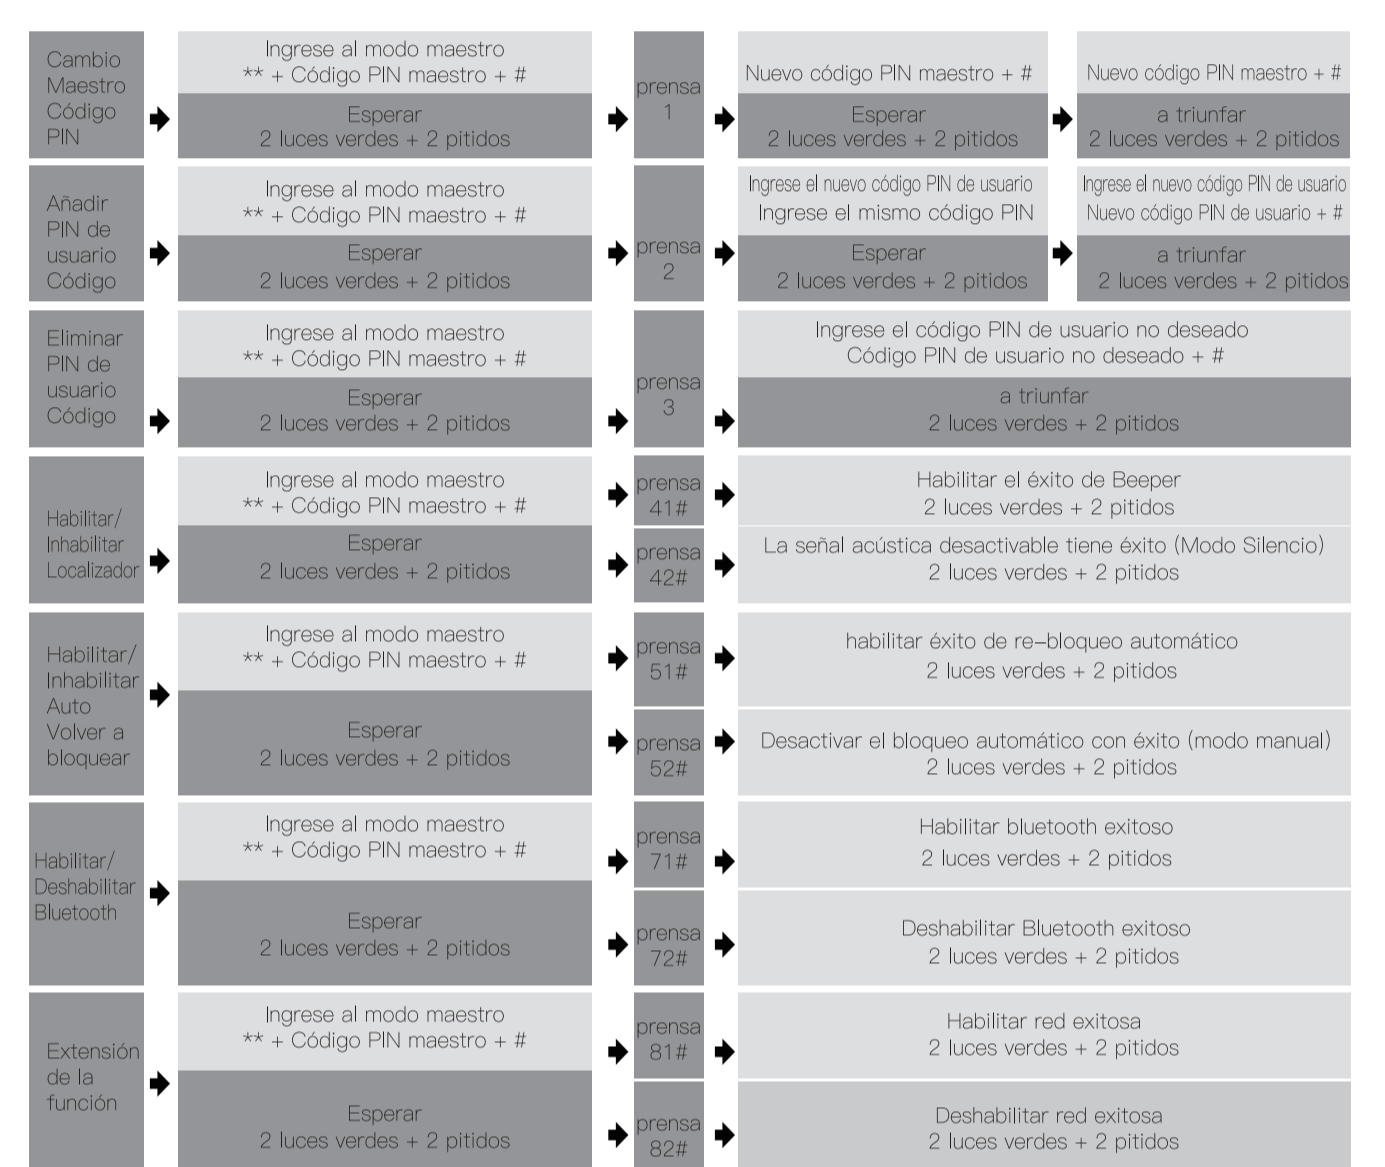 Cambio
Maestro
Código
PIN
Ingrese al modo maestro
** + Código PIN maestro + #
Esperar
2 luces verdes + 2 pitidos
prensa
1
Nuevo código PIN maestro + #
Esperar
2 luces verdes + 2 pitidos
Nuevo código PIN maestro + #
a triunfar
2 luces verdes + 2 pitidos
Añadir
PIN de
usuario
Código
Ingrese al modo maestro
** + Código PIN maestro + #
Esperar
2 luces verdes + 2 pitidos
prensa
2
Ingrese el nuevo código PIN de usuario
Ingrese el mismo código PIN
Esperar
2 luces verdes + 2 pitidos
Ingrese el nuevo código PIN de usuario
Nuevo código PIN de usuario + #
a triunfar
2 luces verdes + 2 pitidos
Eliminar
PIN de
usuario
Código
Ingrese al modo maestro
** + Código PIN maestro + #
Esperar
2 luces verdes + 2 pitidos
prensa
3
Ingrese el código PIN de usuario no deseado
Código PIN de usuario no deseado + #
a triunfar
2 luces verdes + 2 pitidos
Habilitar/
Inhabilitar
Localizador
Ingrese al modo maestro
** + Código PIN maestro + #
Esperar
2 luces verdes + 2 pitidos
prensa
41#
Habilitar el éxito de Beeper
2 luces verdes + 2 pitidos
prensa
42#
La señal acústica desactivable tiene éxito (Modo Silencio)
2 luces verdes + 2 pitidos
Habilitar/
Inhabilitar
Auto
Volver a
bloquear
Ingrese al modo maestro
** + Código PIN maestro + #
Esperar
2 luces verdes + 2 pitidos
prensa
51#
habilitar éxito de re-bloqueo automático
2 luces verdes + 2 pitidos
prensa
52#
Desactivar el bloqueo automático con éxito (modo manual)
2 luces verdes + 2 pitidos
Habilitar/
Deshabilitar
Bluetooth
Ingrese al modo maestro
** + Código PIN maestro + #
Esperar
2 luces verdes + 2 pitidos
prensa
71#
Habilitar bluetooth exitoso
2 luces verdes + 2 pitidos
prensa
72#
Deshabilitar Bluetooth exitoso
2 luces verdes + 2 pitidos
Extensión
de la
función
Ingrese al modo maestro
** + Código PIN maestro + #
Esperar
2 luces verdes + 2 pitidos
prensa
81#
Habilitar red exitosa
2 luces verdes + 2 pitidos
prensa
82#
Deshabilitar red exitosa
2 luces verdes + 2 pitidos